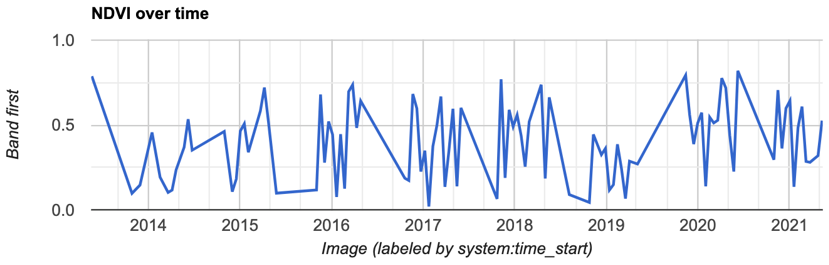 NDVI over time
1.0
0.5
0.0
Band first
2014 2015 2016 2017 2018 2019 2020 2021
Image (labeled by system:time_start)